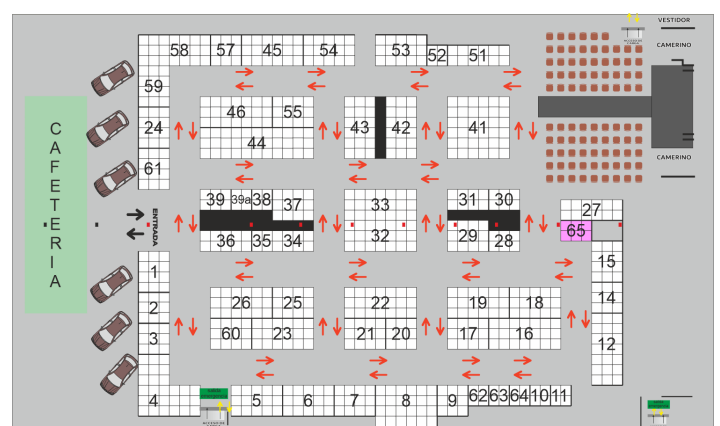 VESTIDOR
58 57 45 54 53 52 51
CAMERINO
59
46 55 43 42 41
24
44
CAFETERIA
61
CAMERINO
39 39a 38 37 33 31 30
27
ENTRADA
65
36 35 34 32 29 28
15
1
26 25 22 19 18 14
2
60 23 21 20 17 16
3
12
4 5 6 7 8 9 62 63 64 10 11